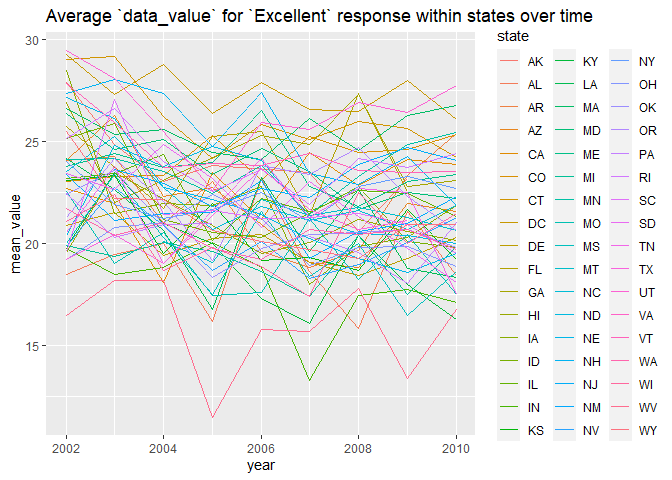 Average `data_value` for `Excellent` response within states over time
mean_value
30
25
20
15
2002 2004 2006 2008 2010
year
state
AK KY NY
AL LA OH
AR MA OK
AZ MD OR
CA ME PA
CO MI RI
CT MN SC
DC MO SD
DE MS TN
FL MT TX
GA NC UT
HI ND VA
IA NE VT
ID NH WA
IL NJ WI
IN NM WV
KS NV WY